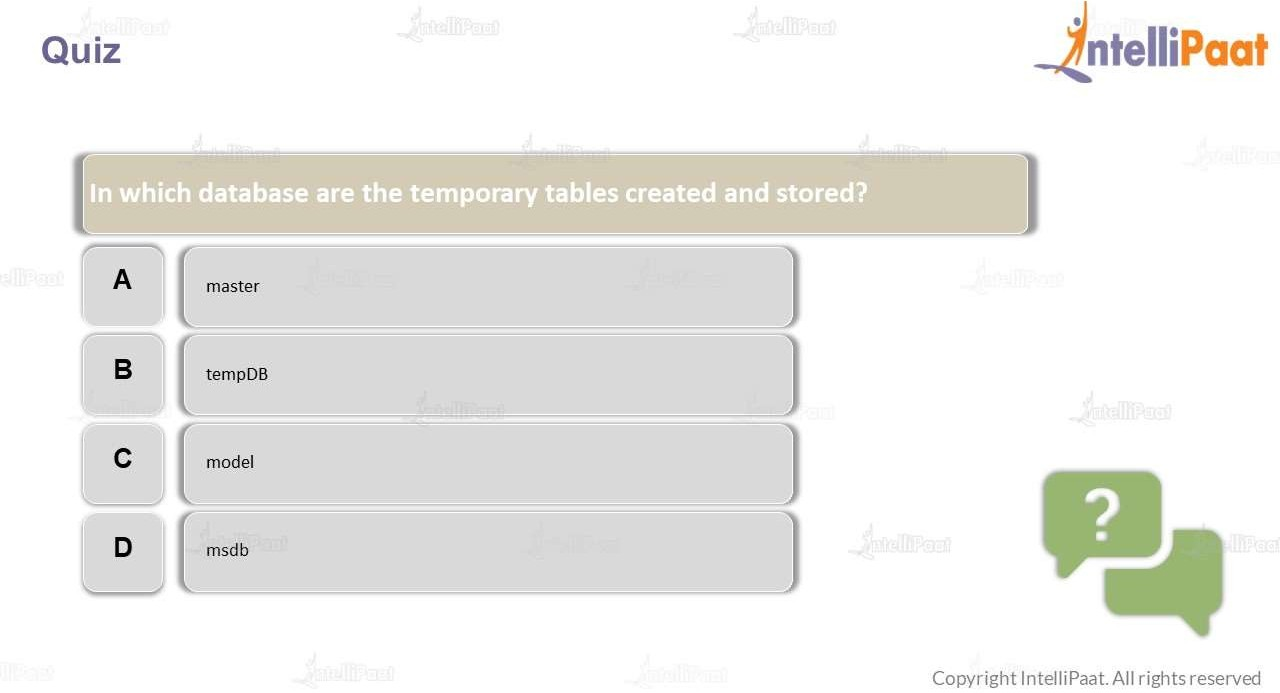 Quiz
IntelliPaat
In which database are the temporary tables created and stored?
A
master
B
tempDB
C
model
D
msdb
?
Copyright IntelliPaat. All rights reserved